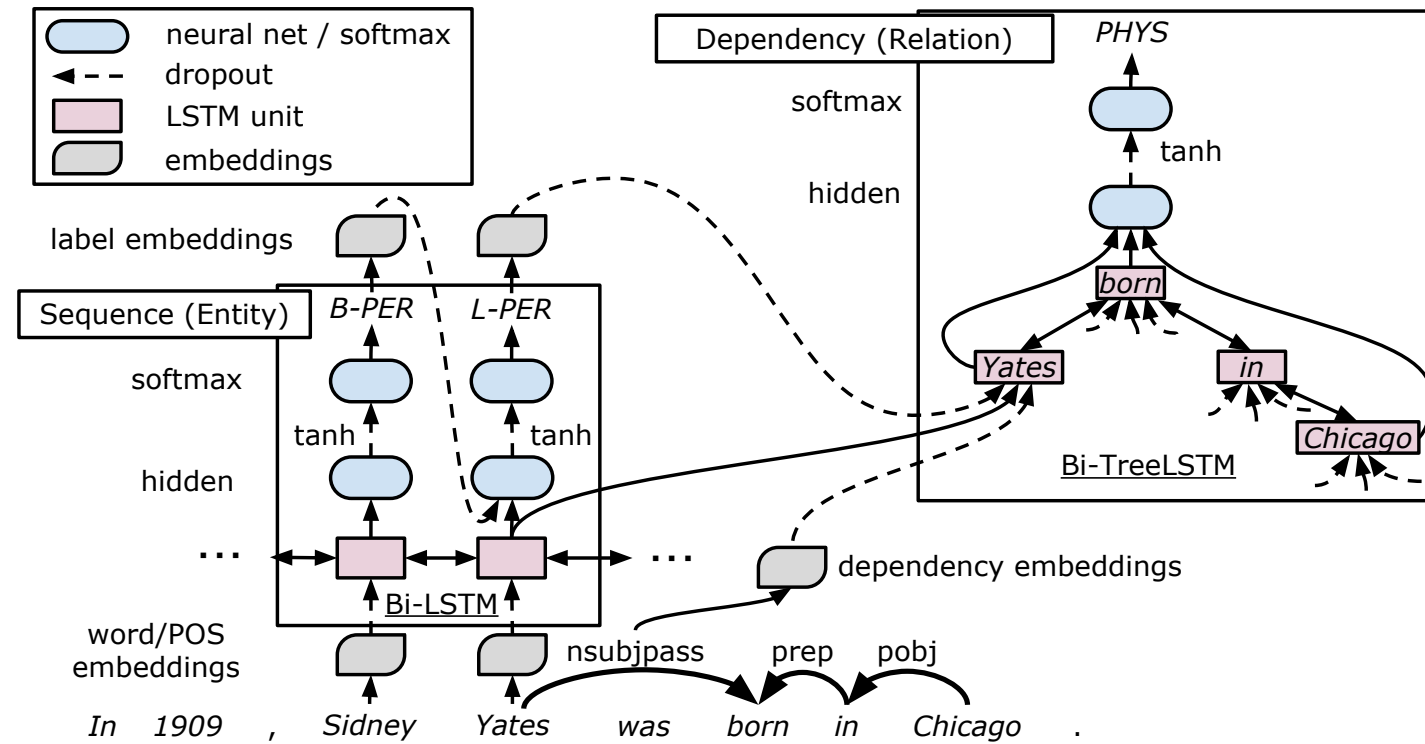 neural net / softmax
dropout
LSTM unit
embeddings
Dependency (Relation)
PHYS
softmax
tanh
hidden
born
Yates
in
Chicago
Bi-TreeLSTM
label embeddings
Sequence (Entity)
B-PER
L-PER
softmax
tanh
tanh
hidden
...
...
Bi-LSTM
dependency embeddings
word/POS
embeddings
nsubjpass
prep
pobj
In 1909 , Sidney Yates was born in Chicago .